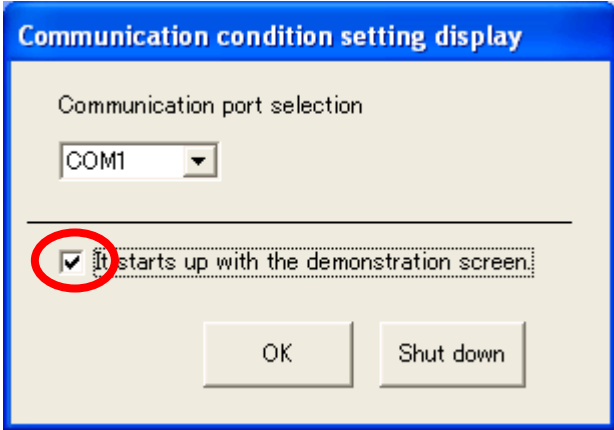 Communication condition setting display
Communication port selection
COM1
It starts up with the demonstration screen.
OK
Shut down